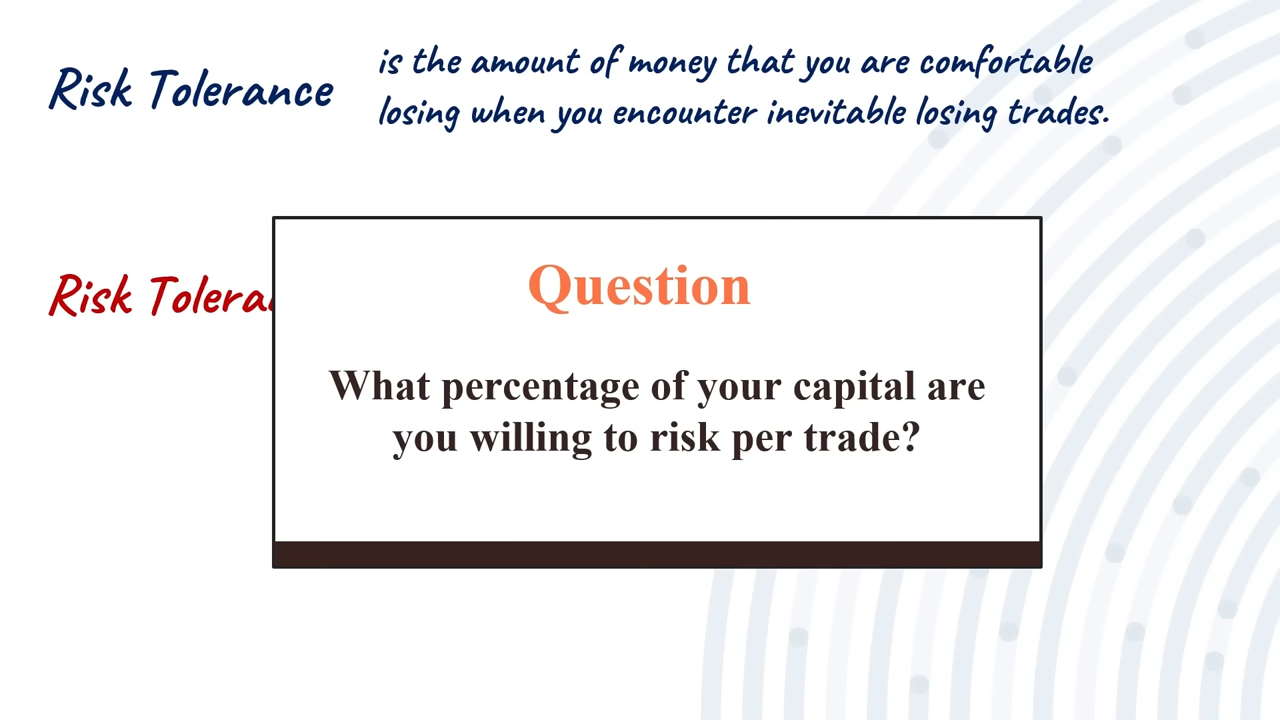 Risk Tolerance
is the amount of money that you are comfortable
losing when you encounter inevitable losing trades.
Risk
Question
What percentage of your capital are
you willing to risk per trade?